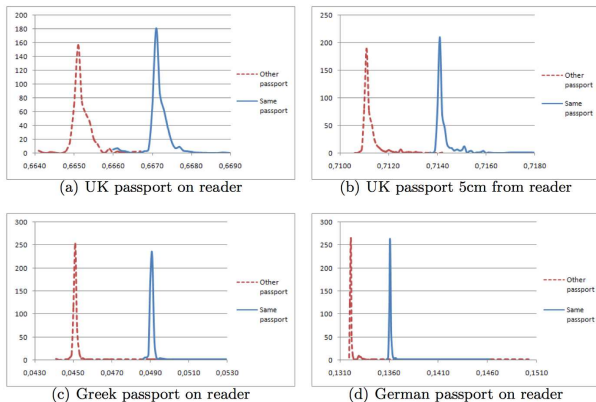 200
180
160
140
120
100
80
60
40
20
0
0,6640 0,6650 0,6660 0,6670 0,6680 0,6690
Other
passport
Same
passport
(a) UK passport on reader
250
200
150
100
50
0
0,7100 0,7120 0,7140 0,7160 0,7180
Other
passport
Same
passport
(b) UK passport 5cm from reader
300
250
200
150
100
50
0
0,0430 0,0450 0,0470 0,0490 0,0510 0,0530
Other
passport
Same
passport
(c) Greek passport on reader
300
250
200
150
100
50
0
0,1310 0,1360 0,1410 0,1460 0,1510
Other
passport
Same
passport
(d) German passport on reader